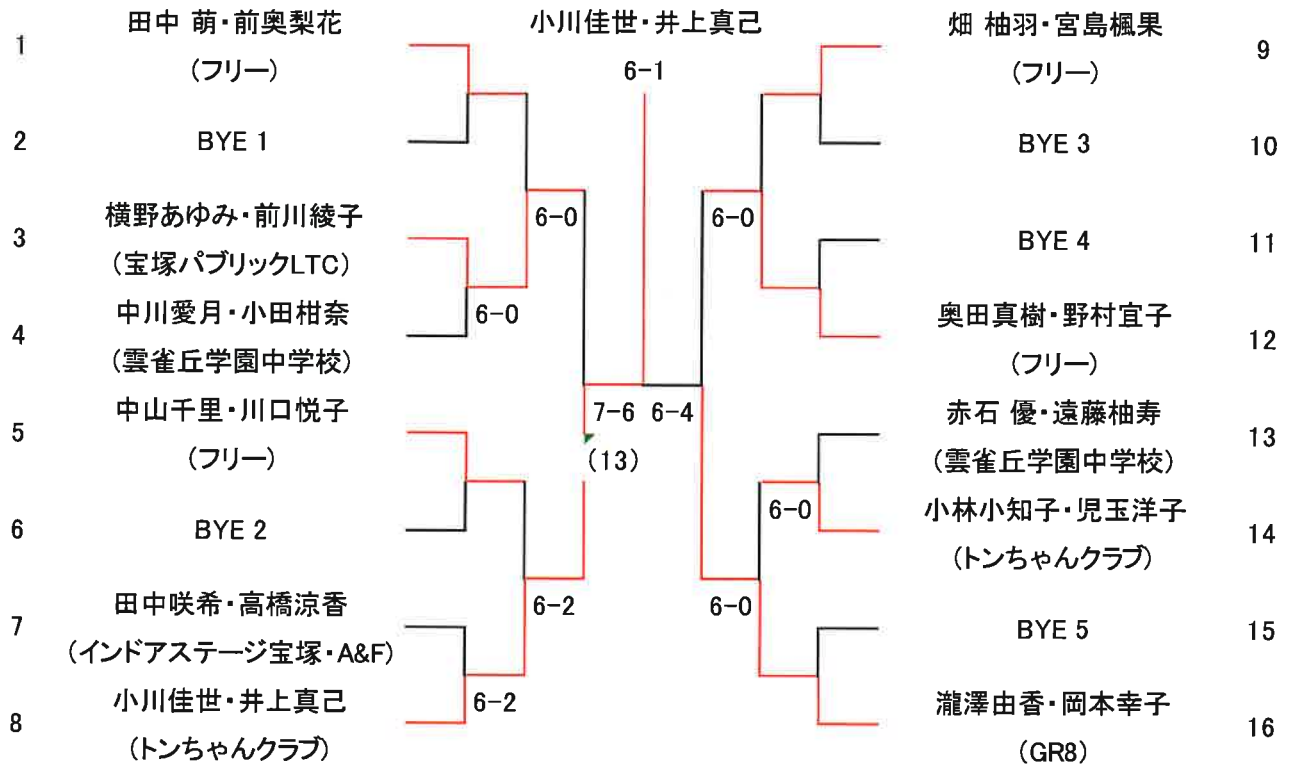 小川佳世・井上真己
6-1
1
田中 萌・前奥梨花
(フリー)
2
BYE 1
3
横野あゆみ・前川綾子
(宝塚パブリックLTC)
4
中川愛月・小田柑奈
(雲雀丘学園中学校)
5
中山千里・川口悦子
(フリー)
6
BYE 2
7
田中咲希・高橋涼香
(インドアステージ宝塚・A&F)
8
小川佳世・井上真己
(トンちゃんクラブ)
6-0
6-0
6-2
6-2
7-6
(13)
6-4
6-0
6-0
6-0
畑 柚羽・宮島楓果
(フリー)
9
BYE 3
10
BYE 4
11
奥田真樹・野村宜子
(フリー)
12
赤石 優・遠藤柚寿
(雲雀丘学園中学校)
13
小林小知子・児玉洋子
(トンちゃんクラブ)
14
BYE 5
15
瀧澤由香・岡本幸子
(GR8)
16